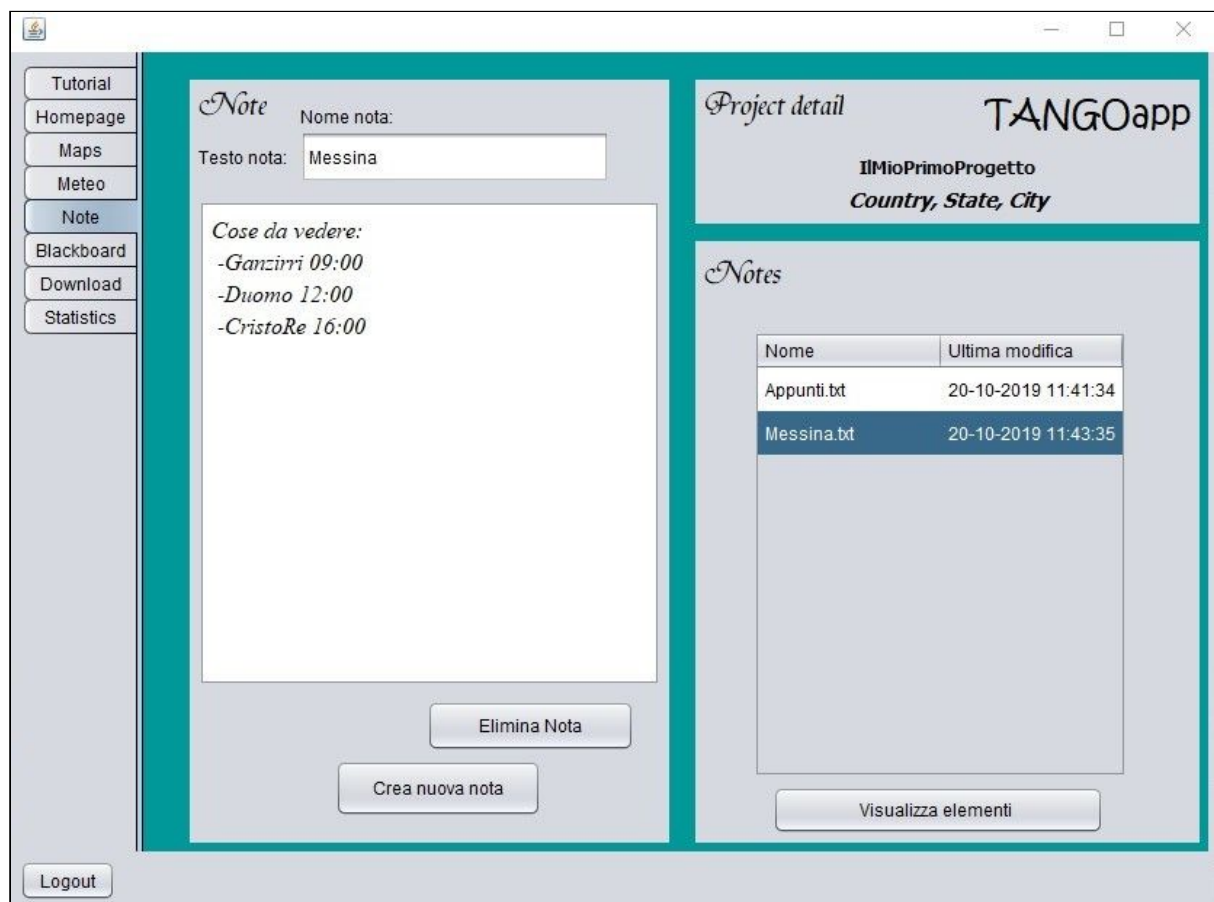 Tutorial
Homepage
Maps
Meteo
Note
Blackboard
Download
Statistics
Note
Nome nota:
Testo nota: Messina
Cose da vedere:
-Ganzirri 09:00
-Duomo 12:00
-CristoRe 16:00
Elimina Nota
Crea nuova nota
Project detail TANGOapp
IlMioPrimoProgetto
Country, State, City
Notes
Nome Ultima modifica
Appunti.txt 20-10-2019 11:41:34
Messina.txt 20-10-2019 11:43:35
Visualizza elementi
Logout